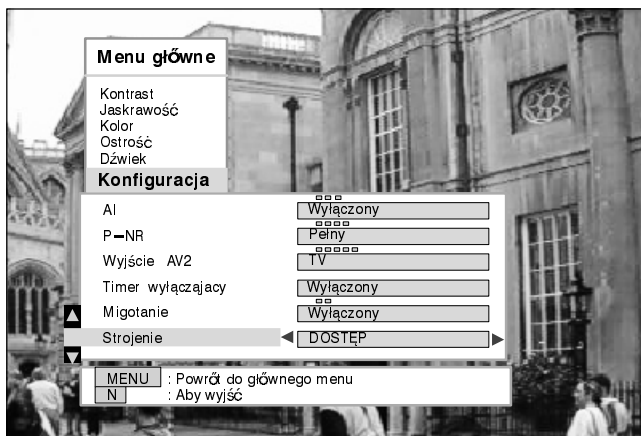 Menu główne
Kontrast
Jaskrawość
Kolor
Ostrość
Dźwiek
Konfiguracja
AI Wyłączony
P-NR Pełny
Wyjście AV2 TV
Timer wyłączajacy Wyłączony
Migotanie Wyłączony
Strojenie DOSTĘP
MENU : Powrót do głównego menu
N : Aby wyjść